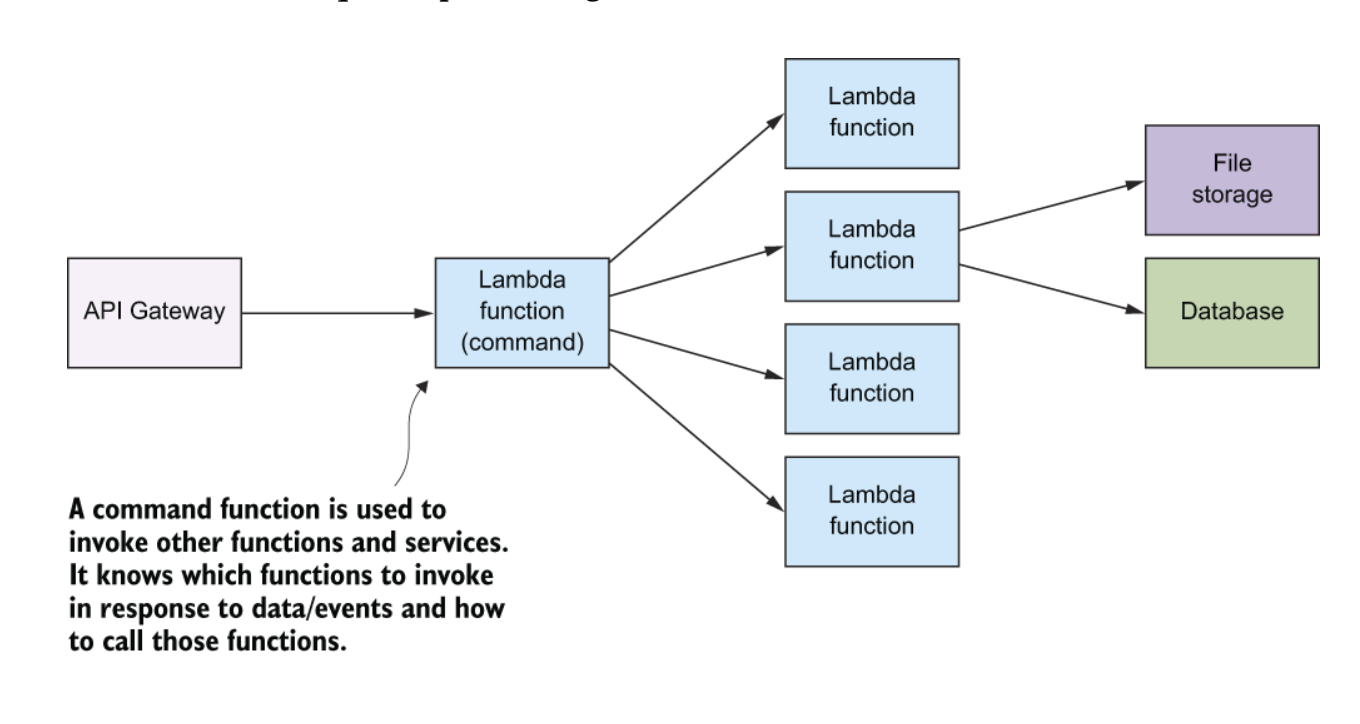 Lambda
function
Lambda
function
Lambda
function
Lambda
function
File
storage
Database
API Gateway
Lambda
function
(command)
A command function is used to
invoke other functions and services.
It knows which functions to invoke
in response to data/events and how
to call those functions.